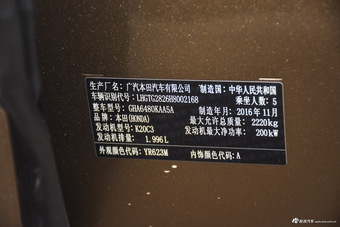 生产厂名: 广汽本田汽车有限公司 制造国: 中华人民共和国
车辆识别代号: LHGTG2826H8002168 乘坐人数: 5
整车型号: GHA6480KAA5A 制造年月: 2016年11月
品牌: 本田(HONDA) 最大允许总质量: 2220kg
发动机型号: K20C3 发动机最大净功率: 200kW
发动机排量: 1.996L
外观颜色代码: YR623M 内饰颜色代码: A